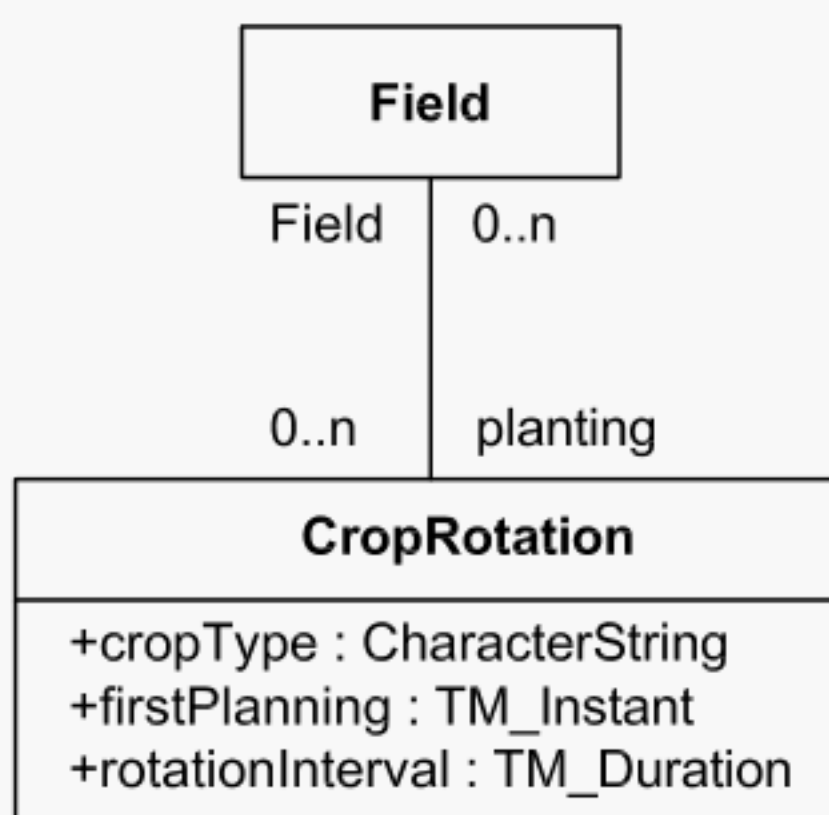 Field
Field 0..n
0..n planting
CropRotation
+cropType : CharacterString
+firstPlanning : TM_Instant
+rotationInterval : TM_Duration